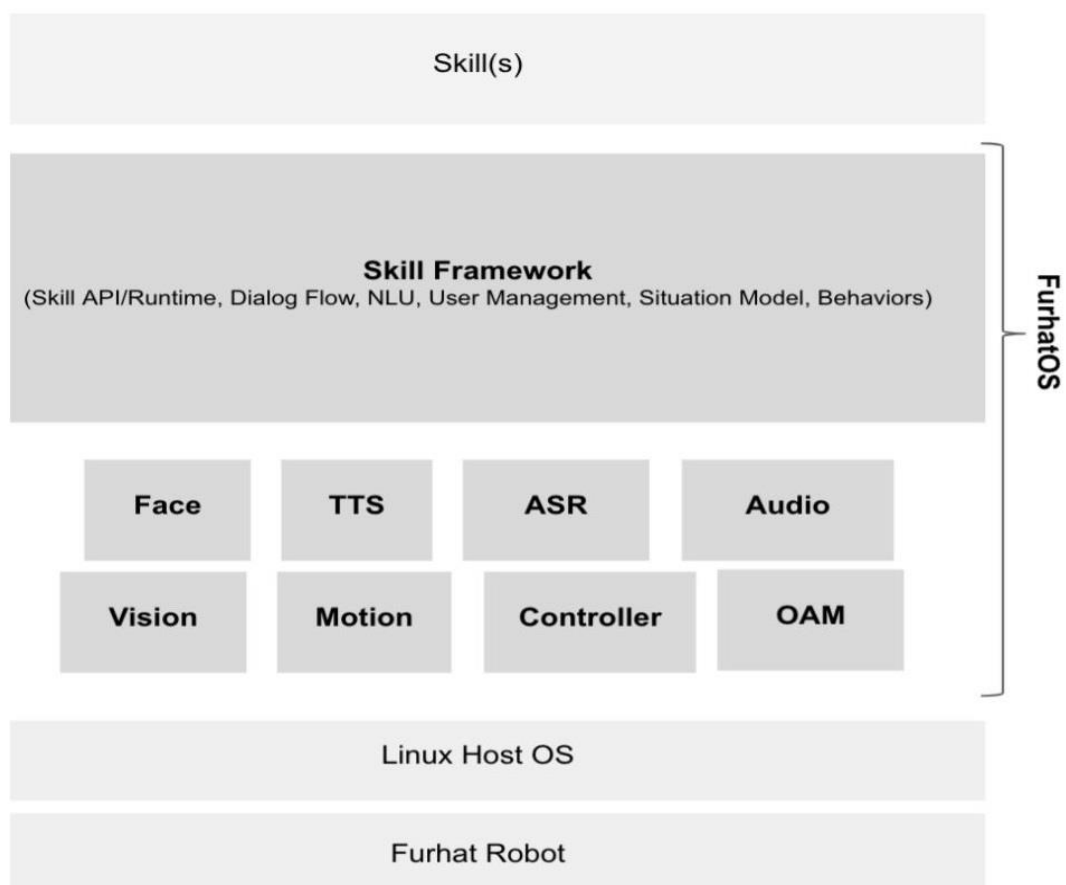 Skill(s)
Skill Framework
(Skill API/Runtime, Dialog Flow, NLU, User Management, Situation Model, Behaviors)
FurhatOS
Face
TTS
ASR
Audio
Vision
Motion
Controller
OAM
Linux Host OS
Furhat Robot